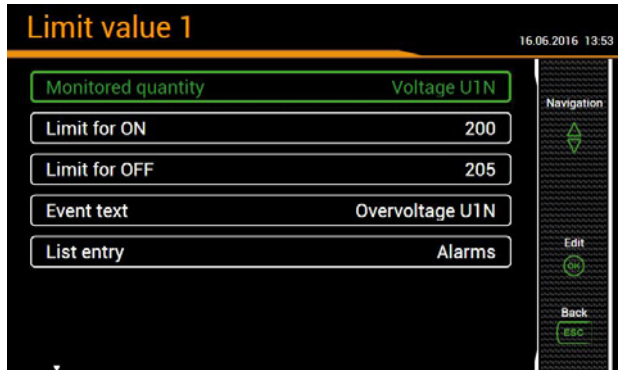 Limit value 1
16.06.2016 13:53
Monitored quantity Voltage U1N
Limit for ON 200
Limit for OFF 205
Event text Overvoltage U1N
List entry Alarms
Navigation
Edit
OK
Back
ESC